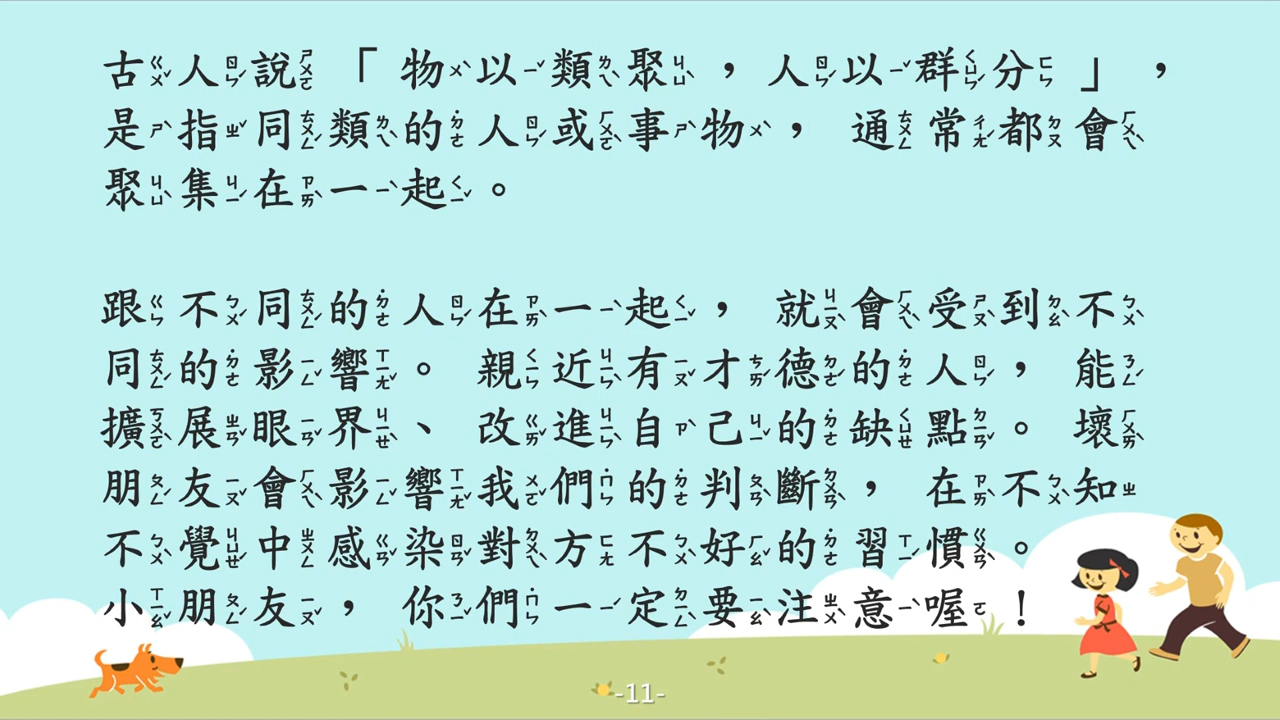 古人說「物以類聚，人以群分」，
是指同類的人或事物，通常都會
聚集在一起。
跟不同的人在一起，就會受到不
同的影響。親近有才德的人，能
擴展眼界、改進自己的缺點。壞
朋友會影響我們的判斷，在不知
不覺中感染對方不好的習慣。
小朋友，你們一定要注意喔！
-11-